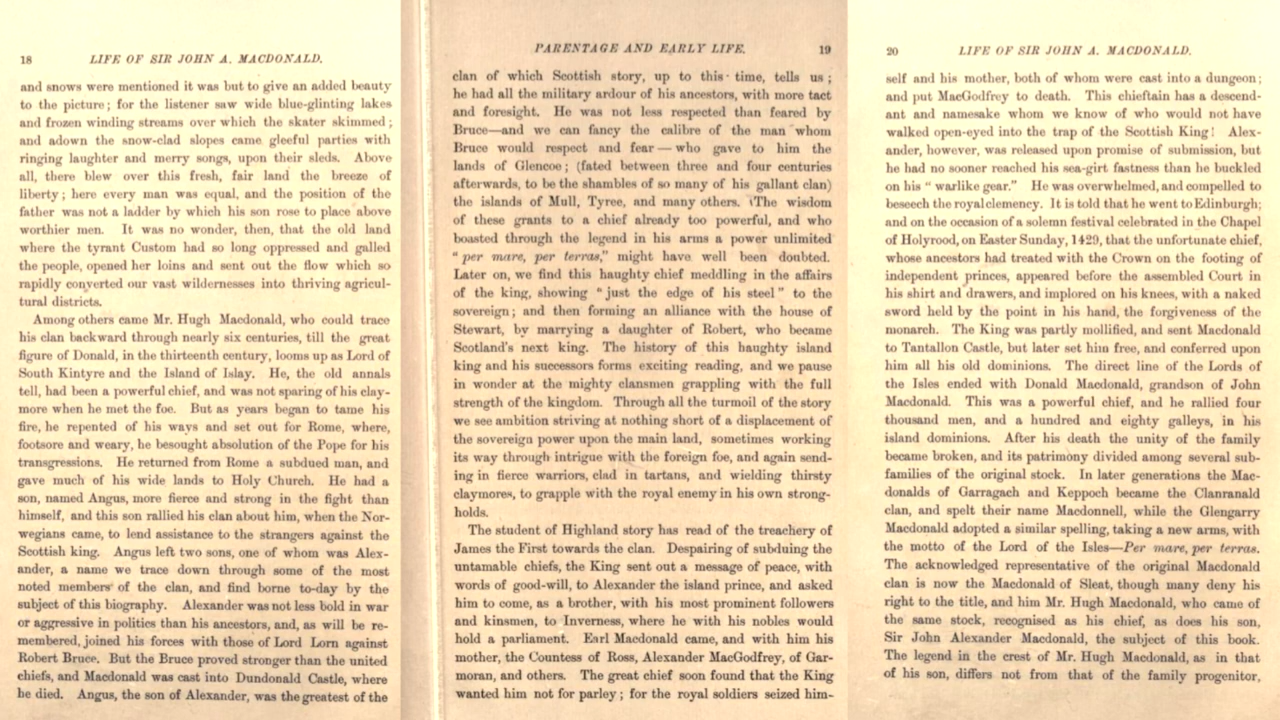 18 LIFE OF SIR JOHN A. MACDONALD.
and snows were mentioned it was but to give an added beauty
to the picture; for the listener saw wide blue-glinting lakes
and frozen winding streams over which the skater skimmed;
and adown the snow-clad slopes came gleeful parties with
ringing laughter and merry songs, upon their sleds. Above
all, there blew over this fresh, fair land the breeze of
liberty; here every man was equal, and the position of the
father was not a ladder by which his son rose to place above
worthier men. It was no wonder, then, that the old land
where the tyrant Custom had so long oppressed and galled
the people, opened her loins and sent out the flow which so
rapidly converted our vast wildernesses into thriving agricul-
tural districts.
Among others came Mr. Hugh Macdonald, who could trace
his clan backward through nearly six centuries, till the great
figure of Donald, in the thirteenth century, looms up as Lord of
South Kintyre and the Island of Islay. He, the old annals
tell, had been a powerful chief, and was not sparing of his clay-
more when he met the foe. But as years began to tame his
fire, he repented of his ways and set out for Rome, where,
footsore and weary, he besought absolution of the Pope for his
transgressions. He returned from Rome a subdued man, and
gave much of his wide lands to Holy Church. He had a
son, named Angus, more fierce and strong in the fight than
himself, and this son rallied his clan about him, when the Nor-
wegians came, to lend assistance to the strangers against the
Scottish king. Angus left two sons, one of whom was Alex-
ander, a name we trace down through some of the most
noted members of the clan, and find borne to-day by the
subject of this biography. Alexander was not less bold in war
or aggressive in politics than his ancestors, and, as will be re-
membered, joined his forces with those of Lord Lorn against
Robert Bruce. But the Bruce proved stronger than the united
chiefs, and Macdonald was cast into Dundonald Castle, where
he died. Angus, the son of Alexander, was the greatest of the
PARENTAGE AND EARLY LIFE. 19
clan of which Scottish story, up to this time, tells us;
he had all the military ardour of his ancestors, with more tact
and foresight. He was not less respected than feared by
Bruce—and we can fancy the calibre of the man whom
Bruce would respect and fear—who gave to him the
lands of Glencoe; (fated between three and four centuries
afterwards, to be the shambles of so many of his gallant clan)
the islands of Mull, Tyree, and many others. The wisdom
of these grants to a chief already too powerful, and who
boasted through the legend in his arms a power unlimited
"per mare, per terras," might have well been doubted.
Later on, we find this haughty chief meddling in the affairs
of the king, showing "just the edge of his steel" to the
sovereign; and then forming an alliance with the house of
Stewart, by marrying a daughter of Robert, who became
Scotland's next king. The history of this haughty island
king and his successors forms exciting reading, and we pause
in wonder at the mighty clansmen grappling with the full
strength of the kingdom. Through all the turmoil of the story
we see ambition striving at nothing short of a displacement of
the sovereign power upon the main land, sometimes working
its way through intrigue with the foreign foe, and again send-
ing in fierce warriors, clad in tartans, and wielding thirsty
claymores, to grapple with the royal enemy in his own strong-
holds.
The student of Highland story has read of the treachery of
James the First towards the clan. Despairing of subduing the
untamable chiefs, the King sent out a message of peace, with
words of good-will, to Alexander the island prince, and asked
him to come, as a brother, with his most prominent followers
and kinsmen, to Inverness, where he with his nobles would
hold a parliament. Earl Macdonald came, and with him his
mother, the Countess of Ross, Alexander MacGodfrey, of Gar-
moran, and others. The great chief soon found that the King
wanted him not for parley; for the royal soldiers seized him-
20 LIFE OF SIR JOHN A. MACDONALD.
self and his mother, both of whom were cast into a dungeon;
and put MacGodfrey to death. This chieftain has a descend-
ant and namesake whom we know of who would not have
walked open-eyed into the trap of the Scottish King! Alex-
ander, however, was released upon promise of submission, but
he had no sooner reached his sea-girt fastness than he buckled
on his "warlike gear." He was overwhelmed, and compelled to
beseech the royal clemency. It is told that he went to Edinburgh;
and on the occasion of a solemn festival celebrated in the Chapel
of Holyrood, on Easter Sunday, 1429, that the unfortunate chief,
whose ancestors had treated with the Crown on the footing of
independent princes, appeared before the assembled Court in
his shirt and drawers, and implored on his knees, with a naked
sword held by the point in his hand, the forgiveness of the
monarch. The King was partly mollified, and sent Macdonald
to Tantallon Castle, but later set him free, and conferred upon
him all his old dominions. The direct line of the Lords of
the Isles ended with Donald Macdonald, grandson of John
Macdonald. This was a powerful chief, and he rallied four
thousand men, and a hundred and eighty galleys, in his
island dominions. After his death the unity of the family
became broken, and its patrimony divided among several sub-
families of the original stock. In later generations the Mac-
donalds of Garragach and Keppoch became the Clanranald
clan, and spelt their name Macdonnell, while the Glengarry
Macdonald adopted a similar spelling, taking a new arms, with
the motto of the Lord of the Isles—Per mare, per terras.
The acknowledged representative of the original Macdonald
clan is now the Macdonald of Sleat, though many deny his
right to the title, and him Mr. Hugh Macdonald, who came of
the same stock, recognised as his chief, as does his son,
Sir John Alexander Macdonald, the subject of this book.
The legend in the crest of Mr. Hugh Macdonald, as in that
of his son, differs not from that of the family progenitor,